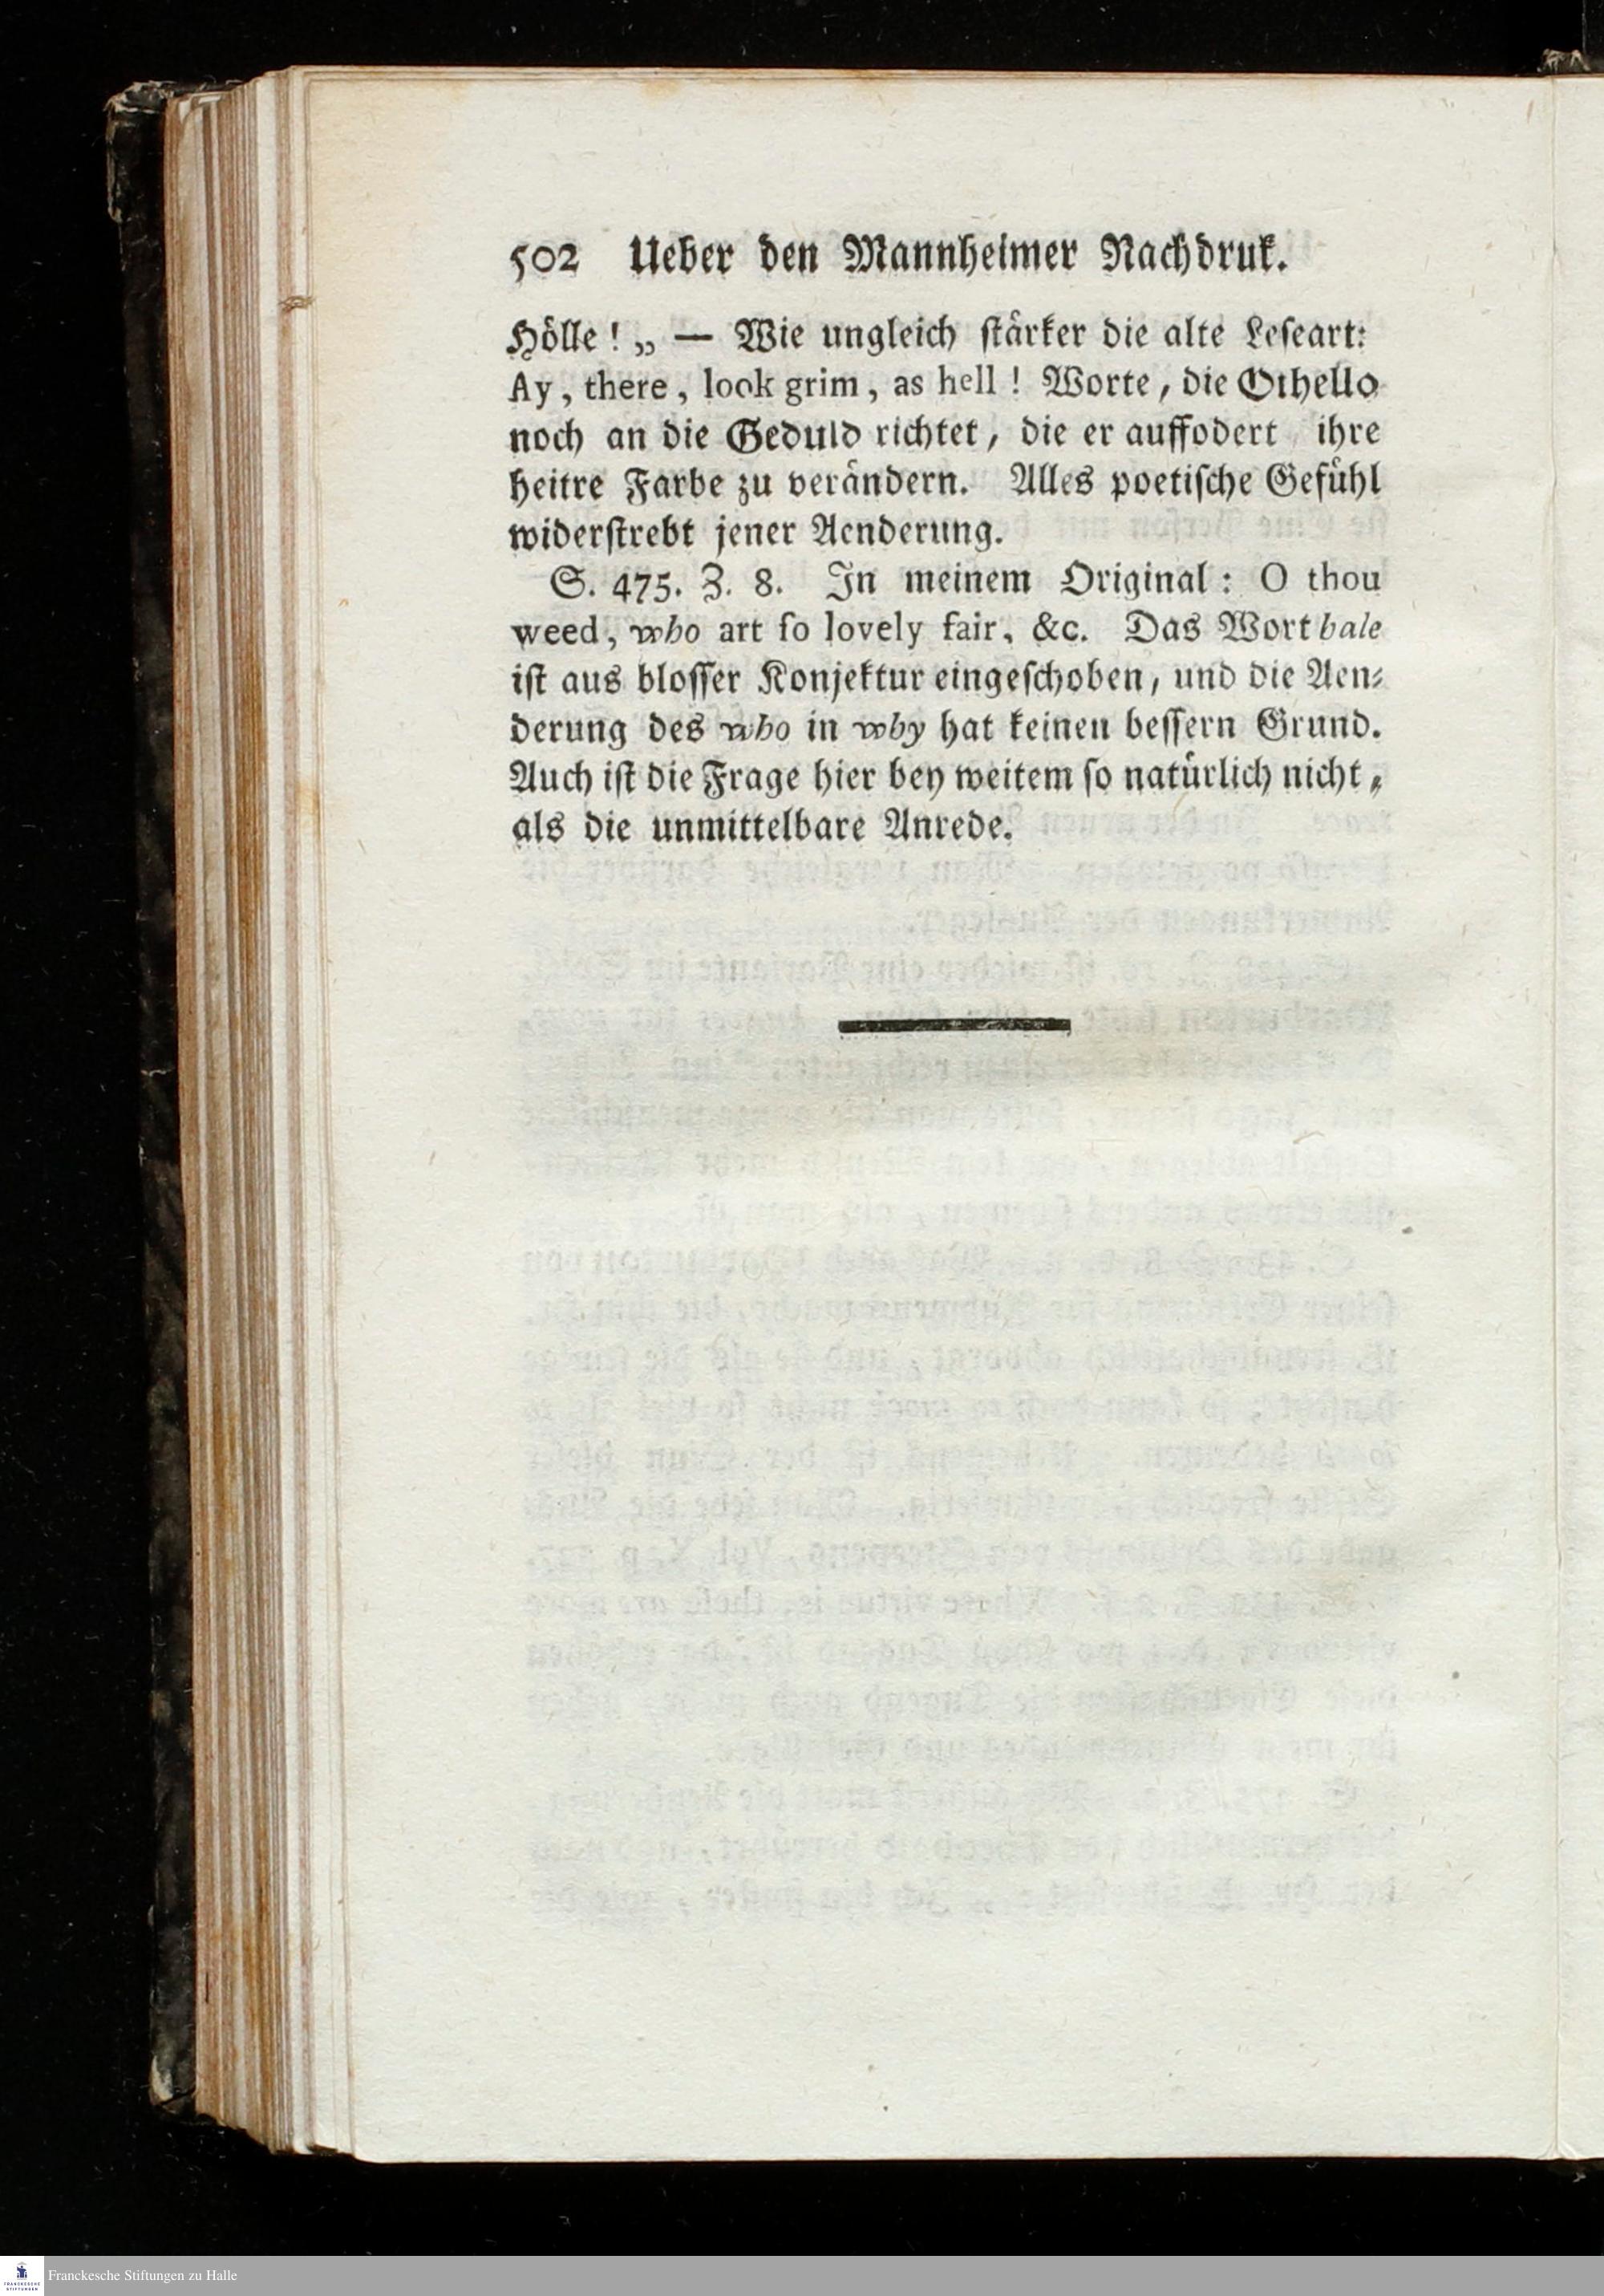 502 Ueber den Mannheimer Nachdruk.
Hölle! „ — Wie ungleich ſtärker die alte Leſeart:
Ay, there, look grim, as hell! Worte, die Othello
noch an die Geduld richtet, die er auffodert ihre
heitre Farbe zu verändern. Alles poetiſche Gefühl
widerſtrebt jener Aenderung.
S. 475. Z. 8. In meinem Original: O thou
weed, who art ſo lovely fair, &c. Das Wort bale
iſt aus bloſſer Konjektur eingeſchoben, und die Aen⸗
derung des who in why hat keinen beſſern Grund.
Auch iſt die Frage hier bey weitem ſo natürlich nicht,
als die unmittelbare Anrede.
FRANCKESCHE STIFTUNGEN
Franckesche Stiftungen zu Halle